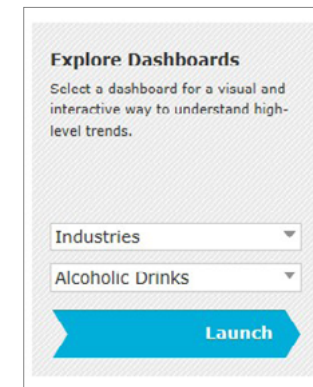 Explore Dashboards
Select a dashboard for a visual and
interactive way to understand high-
level trends.
Industries
Alcoholic Drinks
Launch